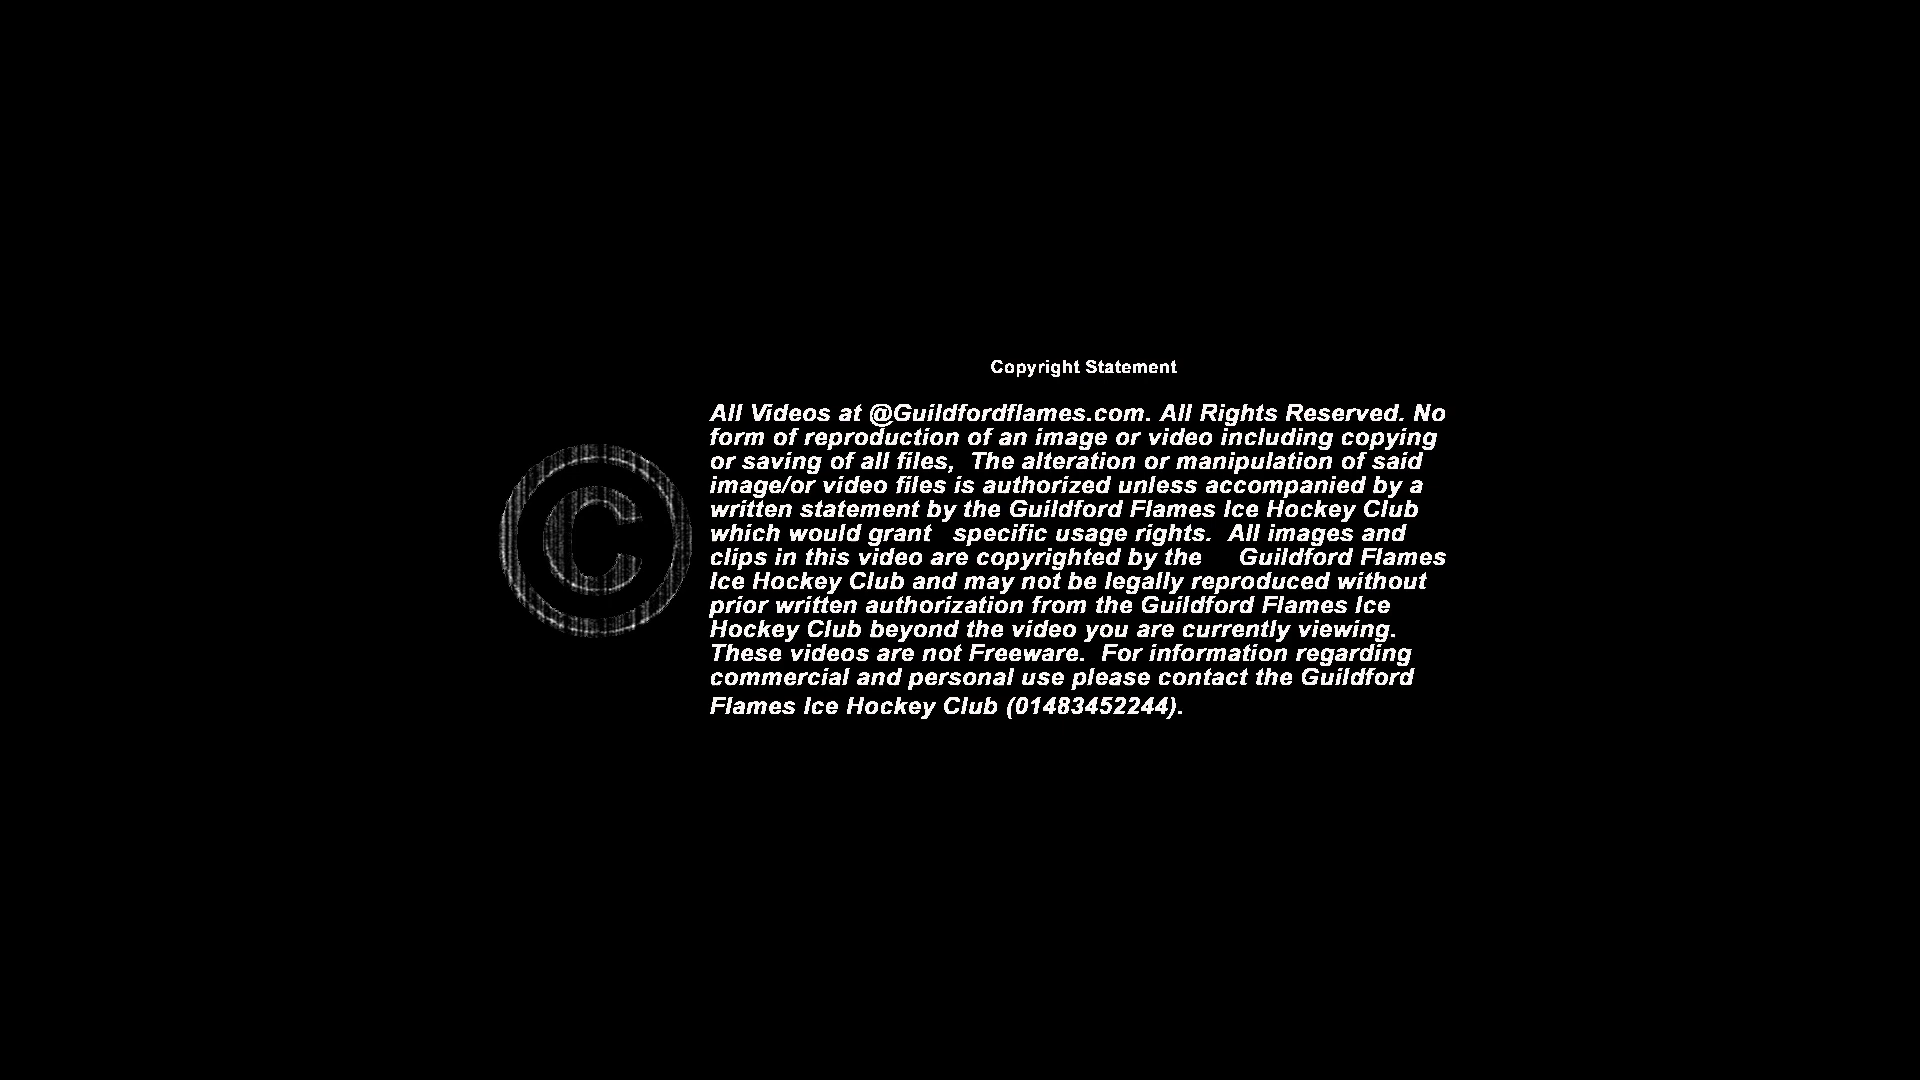 Copyright Statement
All Videos at @Guildfordflames.com. All Rights Reserved. No
form of reproduction of an image or video including copying
or saving of all files,  The alteration or manipulation of said
image/or video files is authorized unless accompanied by a
written statement by the Guildford Flames Ice Hockey Club
which would grant   specific usage rights.  All images and
clips in this video are copyrighted by the     Guildford Flames
Ice Hockey Club and may not be legally reproduced without
prior written authorization from the Guildford Flames Ice
Hockey Club beyond the video you are currently viewing.
These videos are not Freeware.  For information regarding
commercial and personal use please contact the Guildford
Flames Ice Hockey Club (01483452244).
©